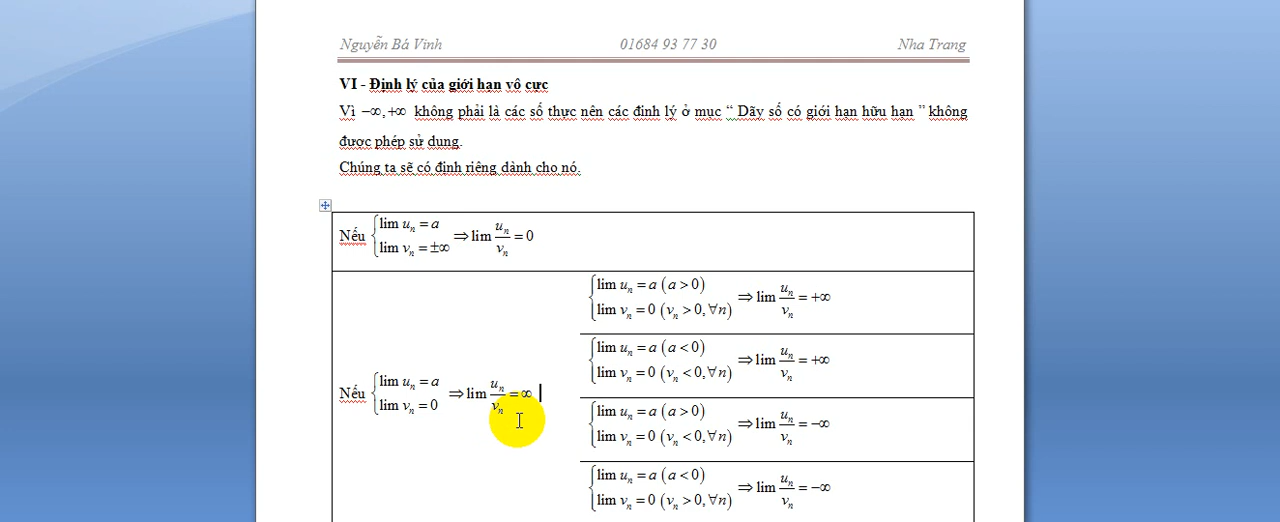 Nguyễn Bá Vinh 01684 93 77 30 Nha Trang
VI - Định lý của giới hạn vô cực
Vì −∞,+∞ không phải là các số thực nên các định lý ở mục “ Dãy số có giới hạn hữu hạn ” không
được phép sử dụng.
Chúng ta sẽ có định riêng dành cho nó.
Nếu { lim uₙ = a ; lim vₙ = ±∞ ⇒ lim uₙ/vₙ = 0
Nếu { lim uₙ = a ; lim vₙ = 0 ⇒ lim uₙ/vₙ = ∞
{ lim uₙ = a (a > 0) ; lim vₙ = 0 (vₙ > 0, ∀n) ⇒ lim uₙ/vₙ = +∞
{ lim uₙ = a (a < 0) ; lim vₙ = 0 (vₙ < 0, ∀n) ⇒ lim uₙ/vₙ = +∞
{ lim uₙ = a (a > 0) ; lim vₙ = 0 (vₙ < 0, ∀n) ⇒ lim uₙ/vₙ = −∞
{ lim uₙ = a (a < 0) ; lim vₙ = 0 (vₙ > 0, ∀n) ⇒ lim uₙ/vₙ = −∞